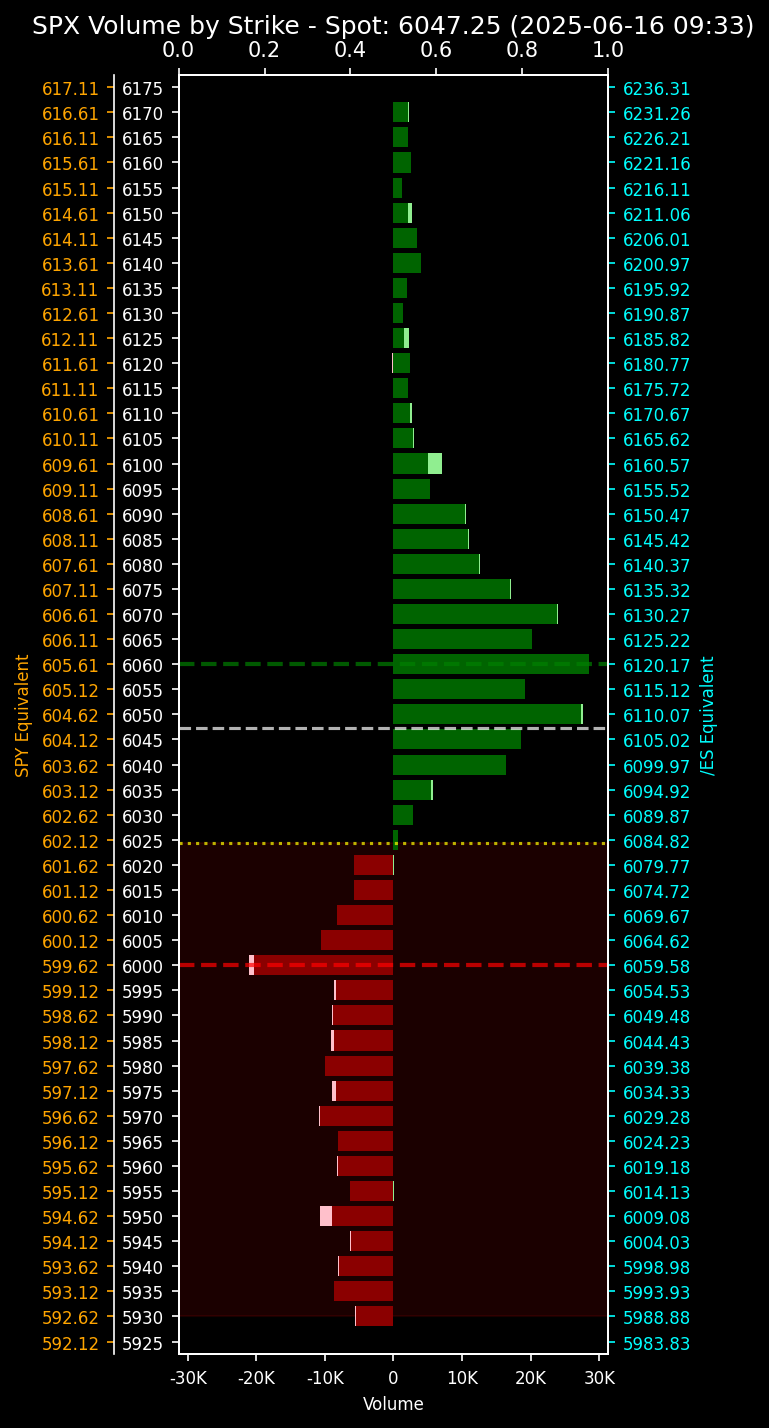 SPX Volume by Strike - Spot: 6047.25 (2025-06-16 09:33)
0.0 0.2 0.4 0.6 0.8 1.0
617.11 6175 6236.31
616.61 6170 6231.26
616.11 6165 6226.21
615.61 6160 6221.16
615.11 6155 6216.11
614.61 6150 6211.06
614.11 6145 6206.01
613.61 6140 6200.97
613.11 6135 6195.92
612.61 6130 6190.87
612.11 6125 6185.82
611.61 6120 6180.77
611.11 6115 6175.72
610.61 6110 6170.67
610.11 6105 6165.62
609.61 6100 6160.57
609.11 6095 6155.52
608.61 6090 6150.47
608.11 6085 6145.42
607.61 6080 6140.37
607.11 6075 6135.32
606.61 6070 6130.27
606.11 6065 6125.22
605.61 6060 6120.17
605.12 6055 6115.12
604.62 6050 6110.07
604.12 6045 6105.02
603.62 6040 6099.97
603.12 6035 6094.92
602.62 6030 6089.87
602.12 6025 6084.82
601.62 6020 6079.77
601.12 6015 6074.72
600.62 6010 6069.67
600.12 6005 6064.62
599.62 6000 6059.58
599.12 5995 6054.53
598.62 5990 6049.48
598.12 5985 6044.43
597.62 5980 6039.38
597.12 5975 6034.33
596.62 5970 6029.28
596.12 5965 6024.23
595.62 5960 6019.18
595.12 5955 6014.13
594.62 5950 6009.08
594.12 5945 6004.03
593.62 5940 5998.98
593.12 5935 5993.93
592.62 5930 5988.88
592.12 5925 5983.83
SPY Equivalent
/ES Equivalent
-30K -20K -10K 0 10K 20K 30K
Volume